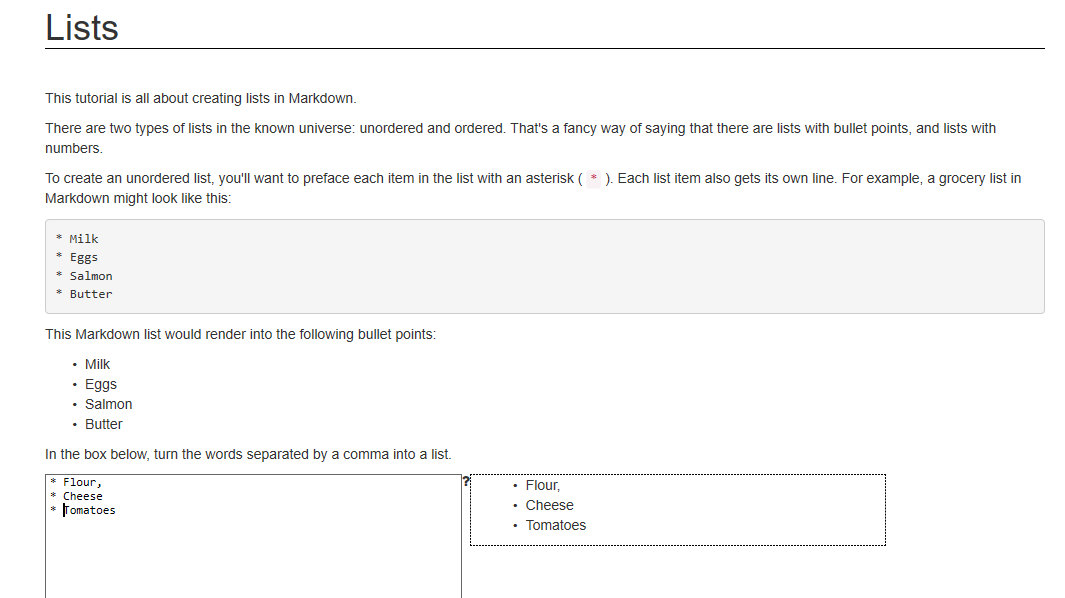 Lists
This tutorial is all about creating lists in Markdown.
There are two types of lists in the known universe: unordered and ordered. That's a fancy way of saying that there are lists with bullet points, and lists with
numbers.
To create an unordered list, you'll want to preface each item in the list with an asterisk ( * ). Each list item also gets its own line. For example, a grocery list in
Markdown might look like this:
* Milk
* Eggs
* Salmon
* Butter
This Markdown list would render into the following bullet points:
• Milk
• Eggs
• Salmon
• Butter
In the box below, turn the words separated by a comma into a list.
* Flour,
* Cheese
* Tomatoes
?
• Flour,
• Cheese
• Tomatoes